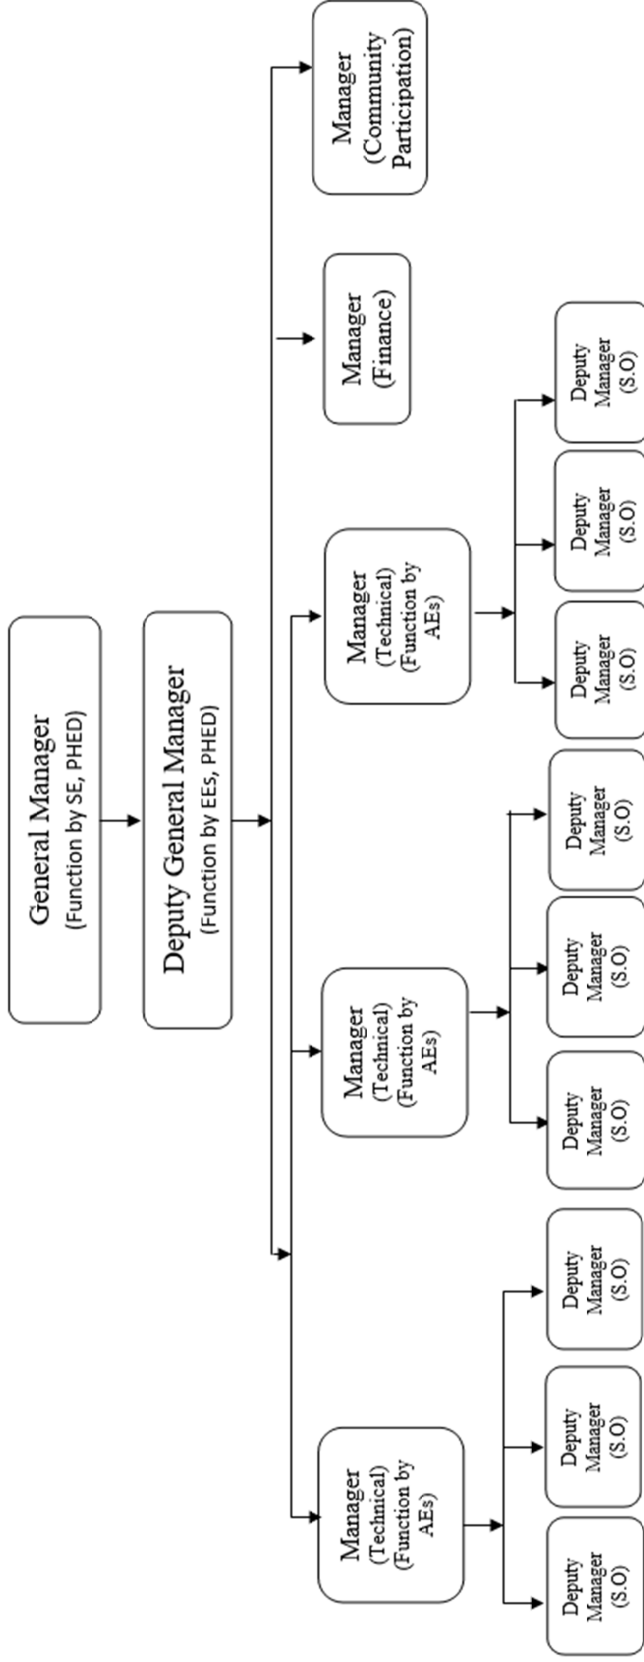 General Manager
(Function by SE, PHED)
Deputy General Manager
(Function by EEs, PHED)
Manager
(Technical)
(Function by
AEs)
Manager
(Technical)
(Function by
AEs)
Manager
(Technical)
(Function by
AEs)
Manager
(Finance)
Manager
(Community
Participation)
Deputy
Manager
(S.O)
Deputy
Manager
(S.O)
Deputy
Manager
(S.O)
Deputy
Manager
(S.O)
Deputy
Manager
(S.O)
Deputy
Manager
(S.O)
Deputy
Manager
(S.O)
Deputy
Manager
(S.O)
Deputy
Manager
(S.O)